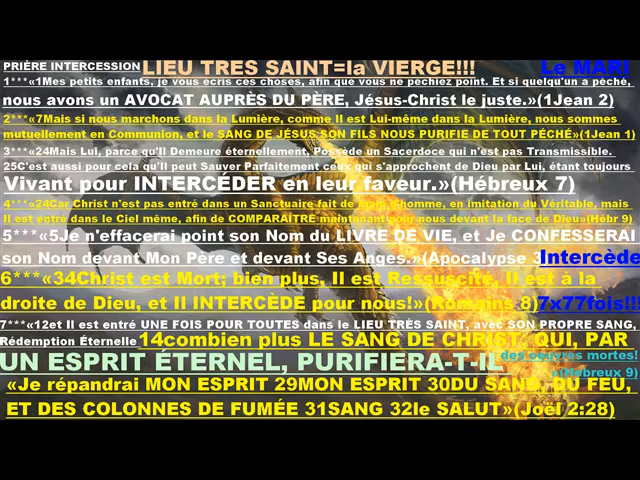 PRIÈRE INTERCESSION LIEU TRES SAINT=la VIERGE!!! Le MARI
1***«1Mes petits enfants, je vous écris ces choses, afin que vous ne péchiez point. Et si quelqu'un a péché,
nous avons un AVOCAT AUPRÈS DU PÈRE, Jésus-Christ le juste.»(1Jean 2)
2***«7Mais si nous marchons dans la Lumière, comme Il est Lui-même dans la Lumière, nous sommes
mutuellement en Communion, et le SANG DE JÉSUS SON FILS NOUS PURIFIE DE TOUT PÉCHÉ»(1Jean 1)
3***«24Mais Lui, parce qu'Il Demeure éternellement, Possède un Sacerdoce qui n'est pas Transmissible.
25C'est aussi pour cela qu'Il peut Sauver Parfaitement ceux qui s'approchent de Dieu par Lui, étant toujours
Vivant pour INTERCÉDER en leur faveur.»(Hébreux 7)
4***«24Car Christ n'est pas entré dans un Sanctuaire fait de main d'homme, en imitation du Véritable, mais
Il est entré dans le Ciel même, afin de COMPARAÎTRE maintenant pour nous devant la face de Dieu»(Hébr 9)
5***«5Je n'effacerai point son Nom du LIVRE DE VIE, et Je CONFESSERAI
son Nom devant Mon Père et devant Ses Anges.»(Apocalypse 3 Intercède
6***«34Christ est Mort; bien plus, Il est Ressuscité, Il est à la
droite de Dieu, et Il INTERCÈDE pour nous!»(Romains 8) 7x77fois!!!
7***«12et Il est entré UNE FOIS POUR TOUTES dans le LIEU TRÈS SAINT, avec SON PROPRE SANG,
Rédemption Éternelle 14combien plus LE SANG DE CHRIST, QUI, PAR
UN ESPRIT ÉTERNEL, PURIFIERA-T-IL des oeuvres mortes!
»(Hébreux 9)
«Je répandrai MON ESPRIT 29MON ESPRIT 30DU SANG, DU FEU,
ET DES COLONNES DE FUMÉE 31SANG 32le SALUT»(Joël 2:28)